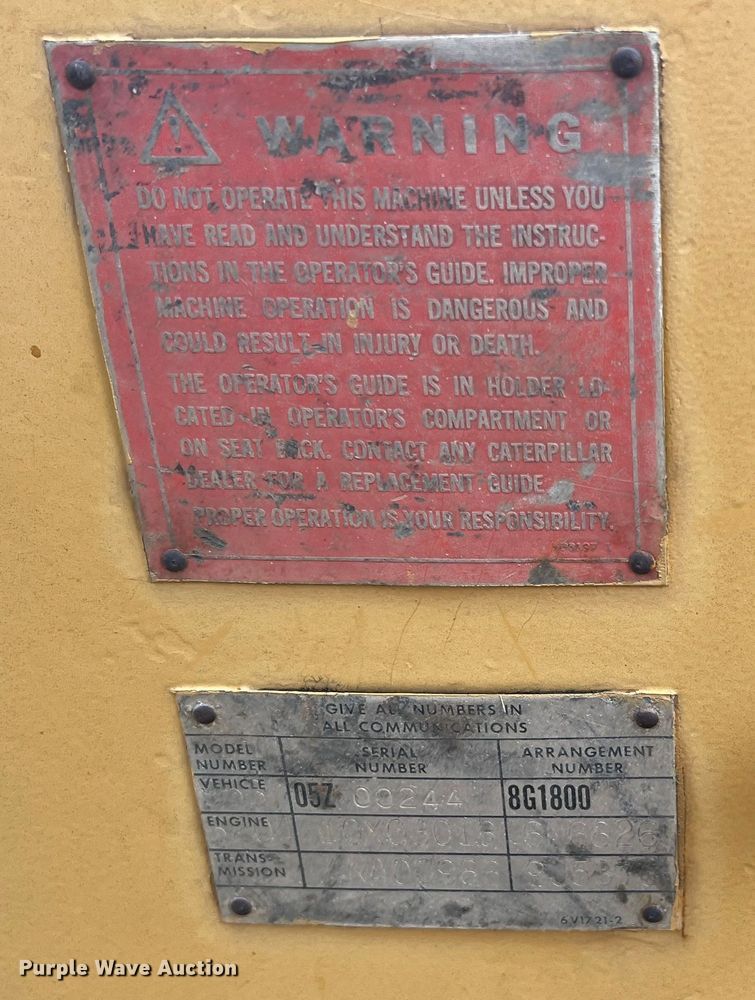 WARNING
DO NOT OPERATE THIS MACHINE UNLESS YOU
HAVE READ AND UNDERSTAND THE INSTRUC-
TIONS IN THE OPERATOR'S GUIDE. IMPROPER
MACHINE OPERATION IS DANGEROUS AND
COULD RESULT IN INJURY OR DEATH.
THE OPERATOR'S GUIDE IS IN HOLDER LO-
CATED IN OPERATOR'S COMPARTMENT OR
ON SEAT BACK. CONTACT ANY CATERPILLAR
DEALER FOR A REPLACEMENT GUIDE
PROPER OPERATION IS YOUR RESPONSIBILITY.
GIVE ALL NUMBERS IN
ALL COMMUNICATIONS
MODEL NUMBER SERIAL NUMBER ARRANGEMENT NUMBER
VEHICLE 05Z 00244 8G1800
ENGINE
TRANS-
MISSION
6V1721-2
Purple Wave Auction